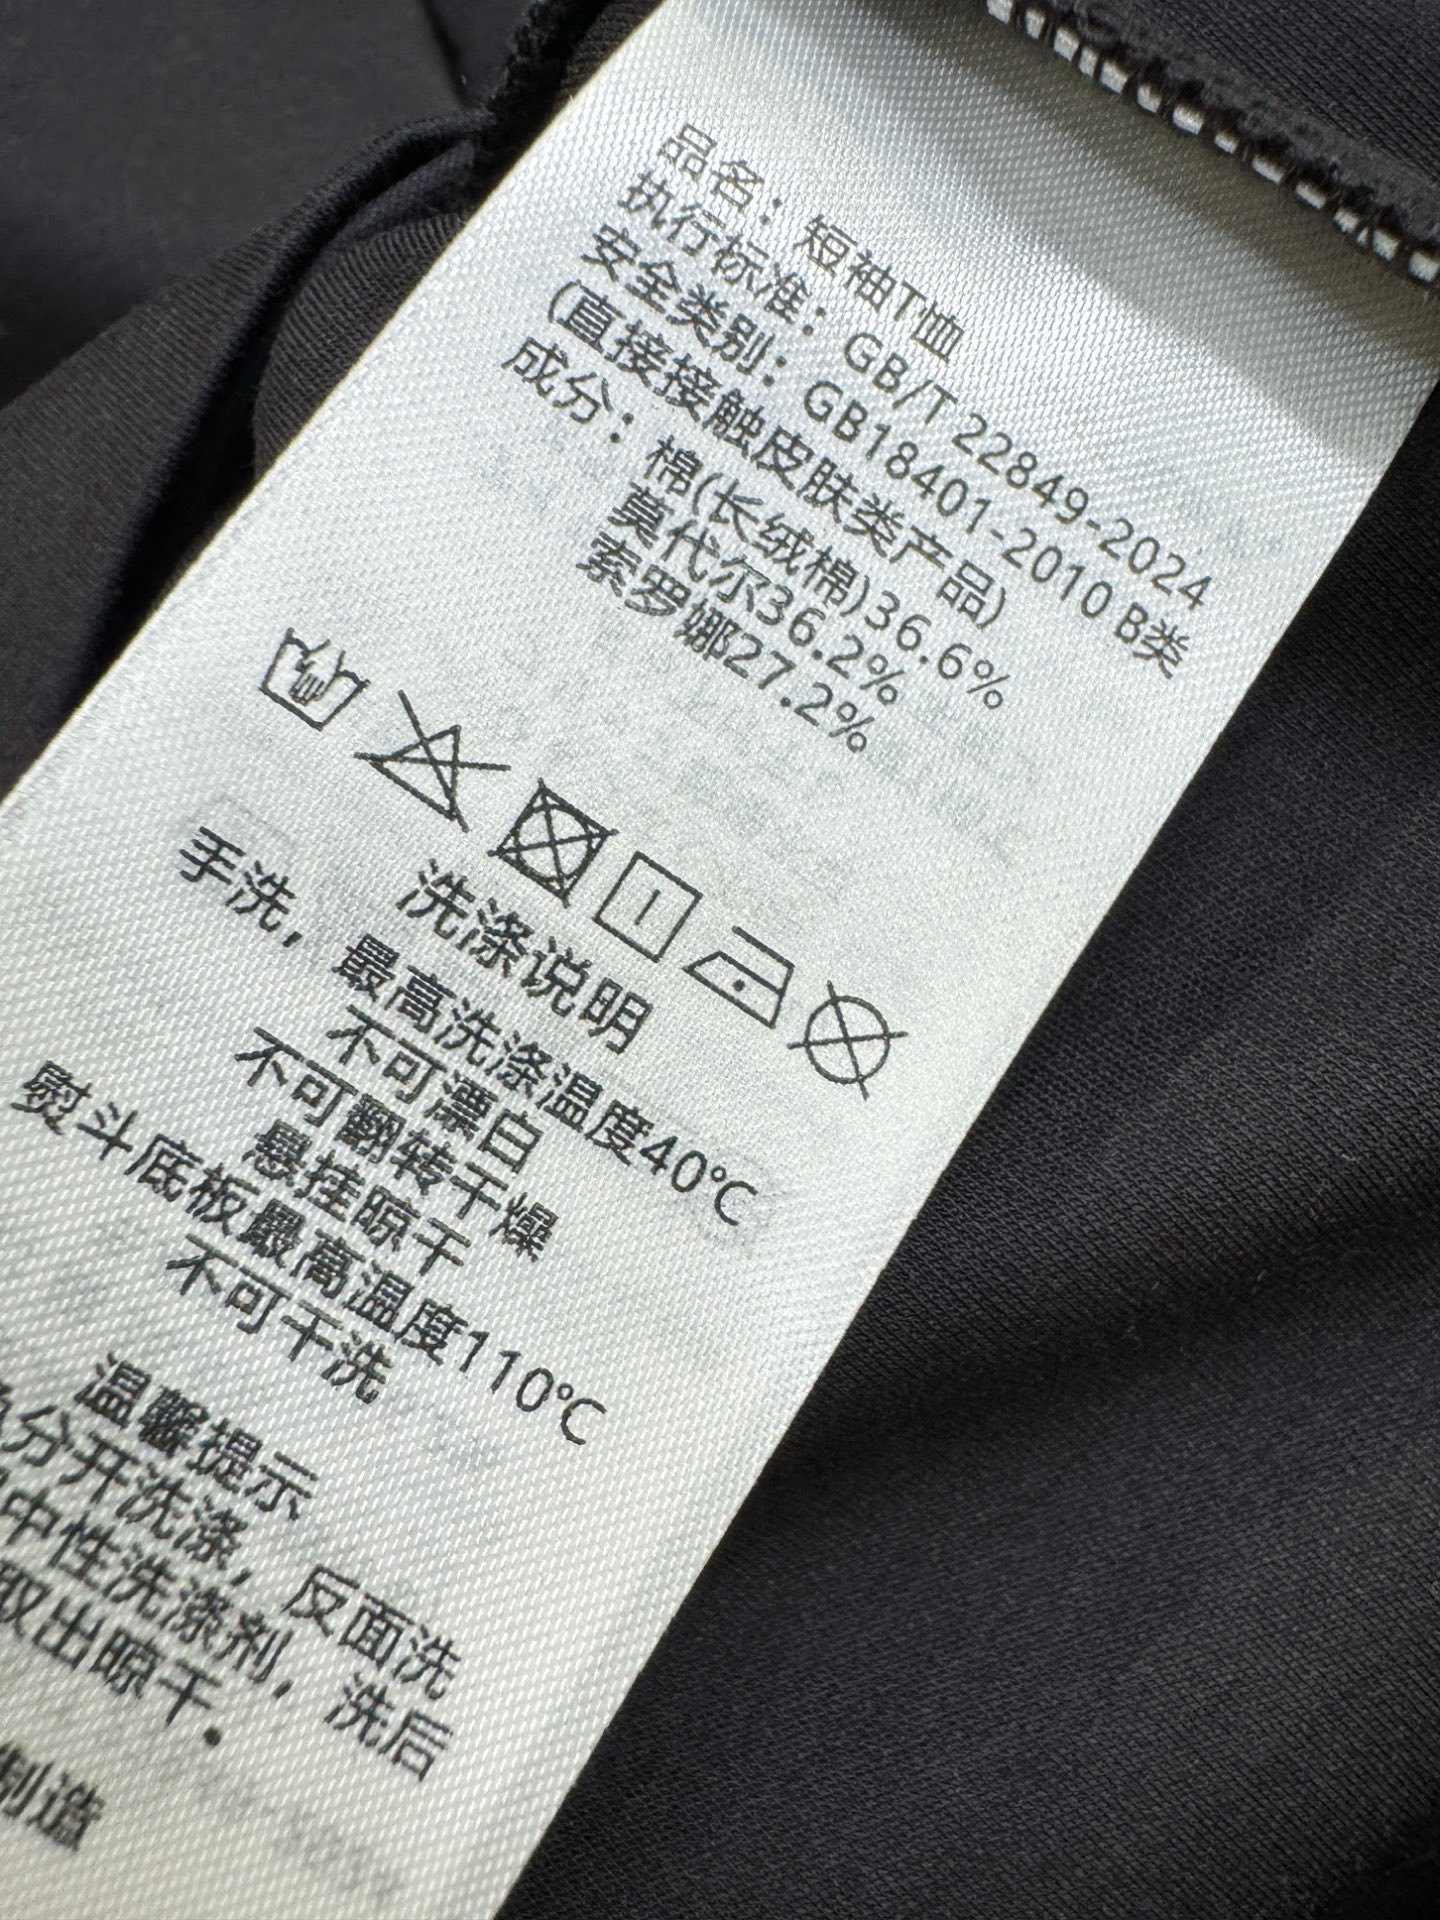 品名：短袖T恤
执行标准：GB/T 22849-2024
安全类别：GB18401-2010 B类
(直接接触皮肤类产品)
成分：棉(长绒棉)36.6%
莫代尔36.2%
索罗娜27.2%
洗涤说明
手洗，最高洗涤温度40℃
不可漂白
不可翻转干燥
悬挂晾干
熨斗底板最高温度110℃
不可干洗
温馨提示
分开洗涤，反面洗
中性洗涤剂，洗后
取出晾干.
制造